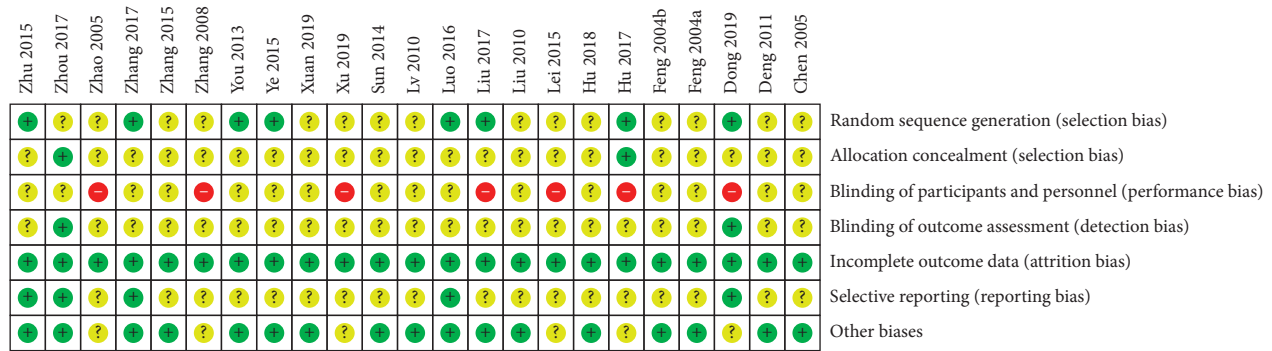 Zhu 2015
Zhou 2017
Zhao 2005
Zhang 2017
Zhang 2015
Zhang 2008
You 2013
Ye 2015
Xuan 2019
Xu 2019
Sun 2014
Lv 2010
Luo 2016
Liu 2017
Liu 2010
Lei 2015
Hu 2018
Hu 2017
Feng 2004b
Feng 2004a
Dong 2019
Deng 2011
Chen 2005
+ ? ? + ? ? + + ? ? ? ? + + ? ? ? + ? ? + ? ? Random sequence generation (selection bias)
? + ? ? ? ? ? ? ? ? ? ? ? ? ? ? ? + ? ? ? ? ? Allocation concealment (selection bias)
? ? − ? ? − ? ? ? − ? ? ? − ? − ? − ? ? − ? ? Blinding of participants and personnel (performance bias)
? + ? ? ? ? ? ? ? ? ? ? ? ? ? ? ? ? ? ? + ? ? Blinding of outcome assessment (detection bias)
+ + + + + + + + + + + + + + + + + + + + + + + Incomplete outcome data (attrition bias)
+ + ? + ? ? ? ? ? ? ? ? + ? ? ? ? ? ? ? + ? ? Selective reporting (reporting bias)
+ + ? + + ? + + + ? + + + + + ? + ? + + ? + + Other biases